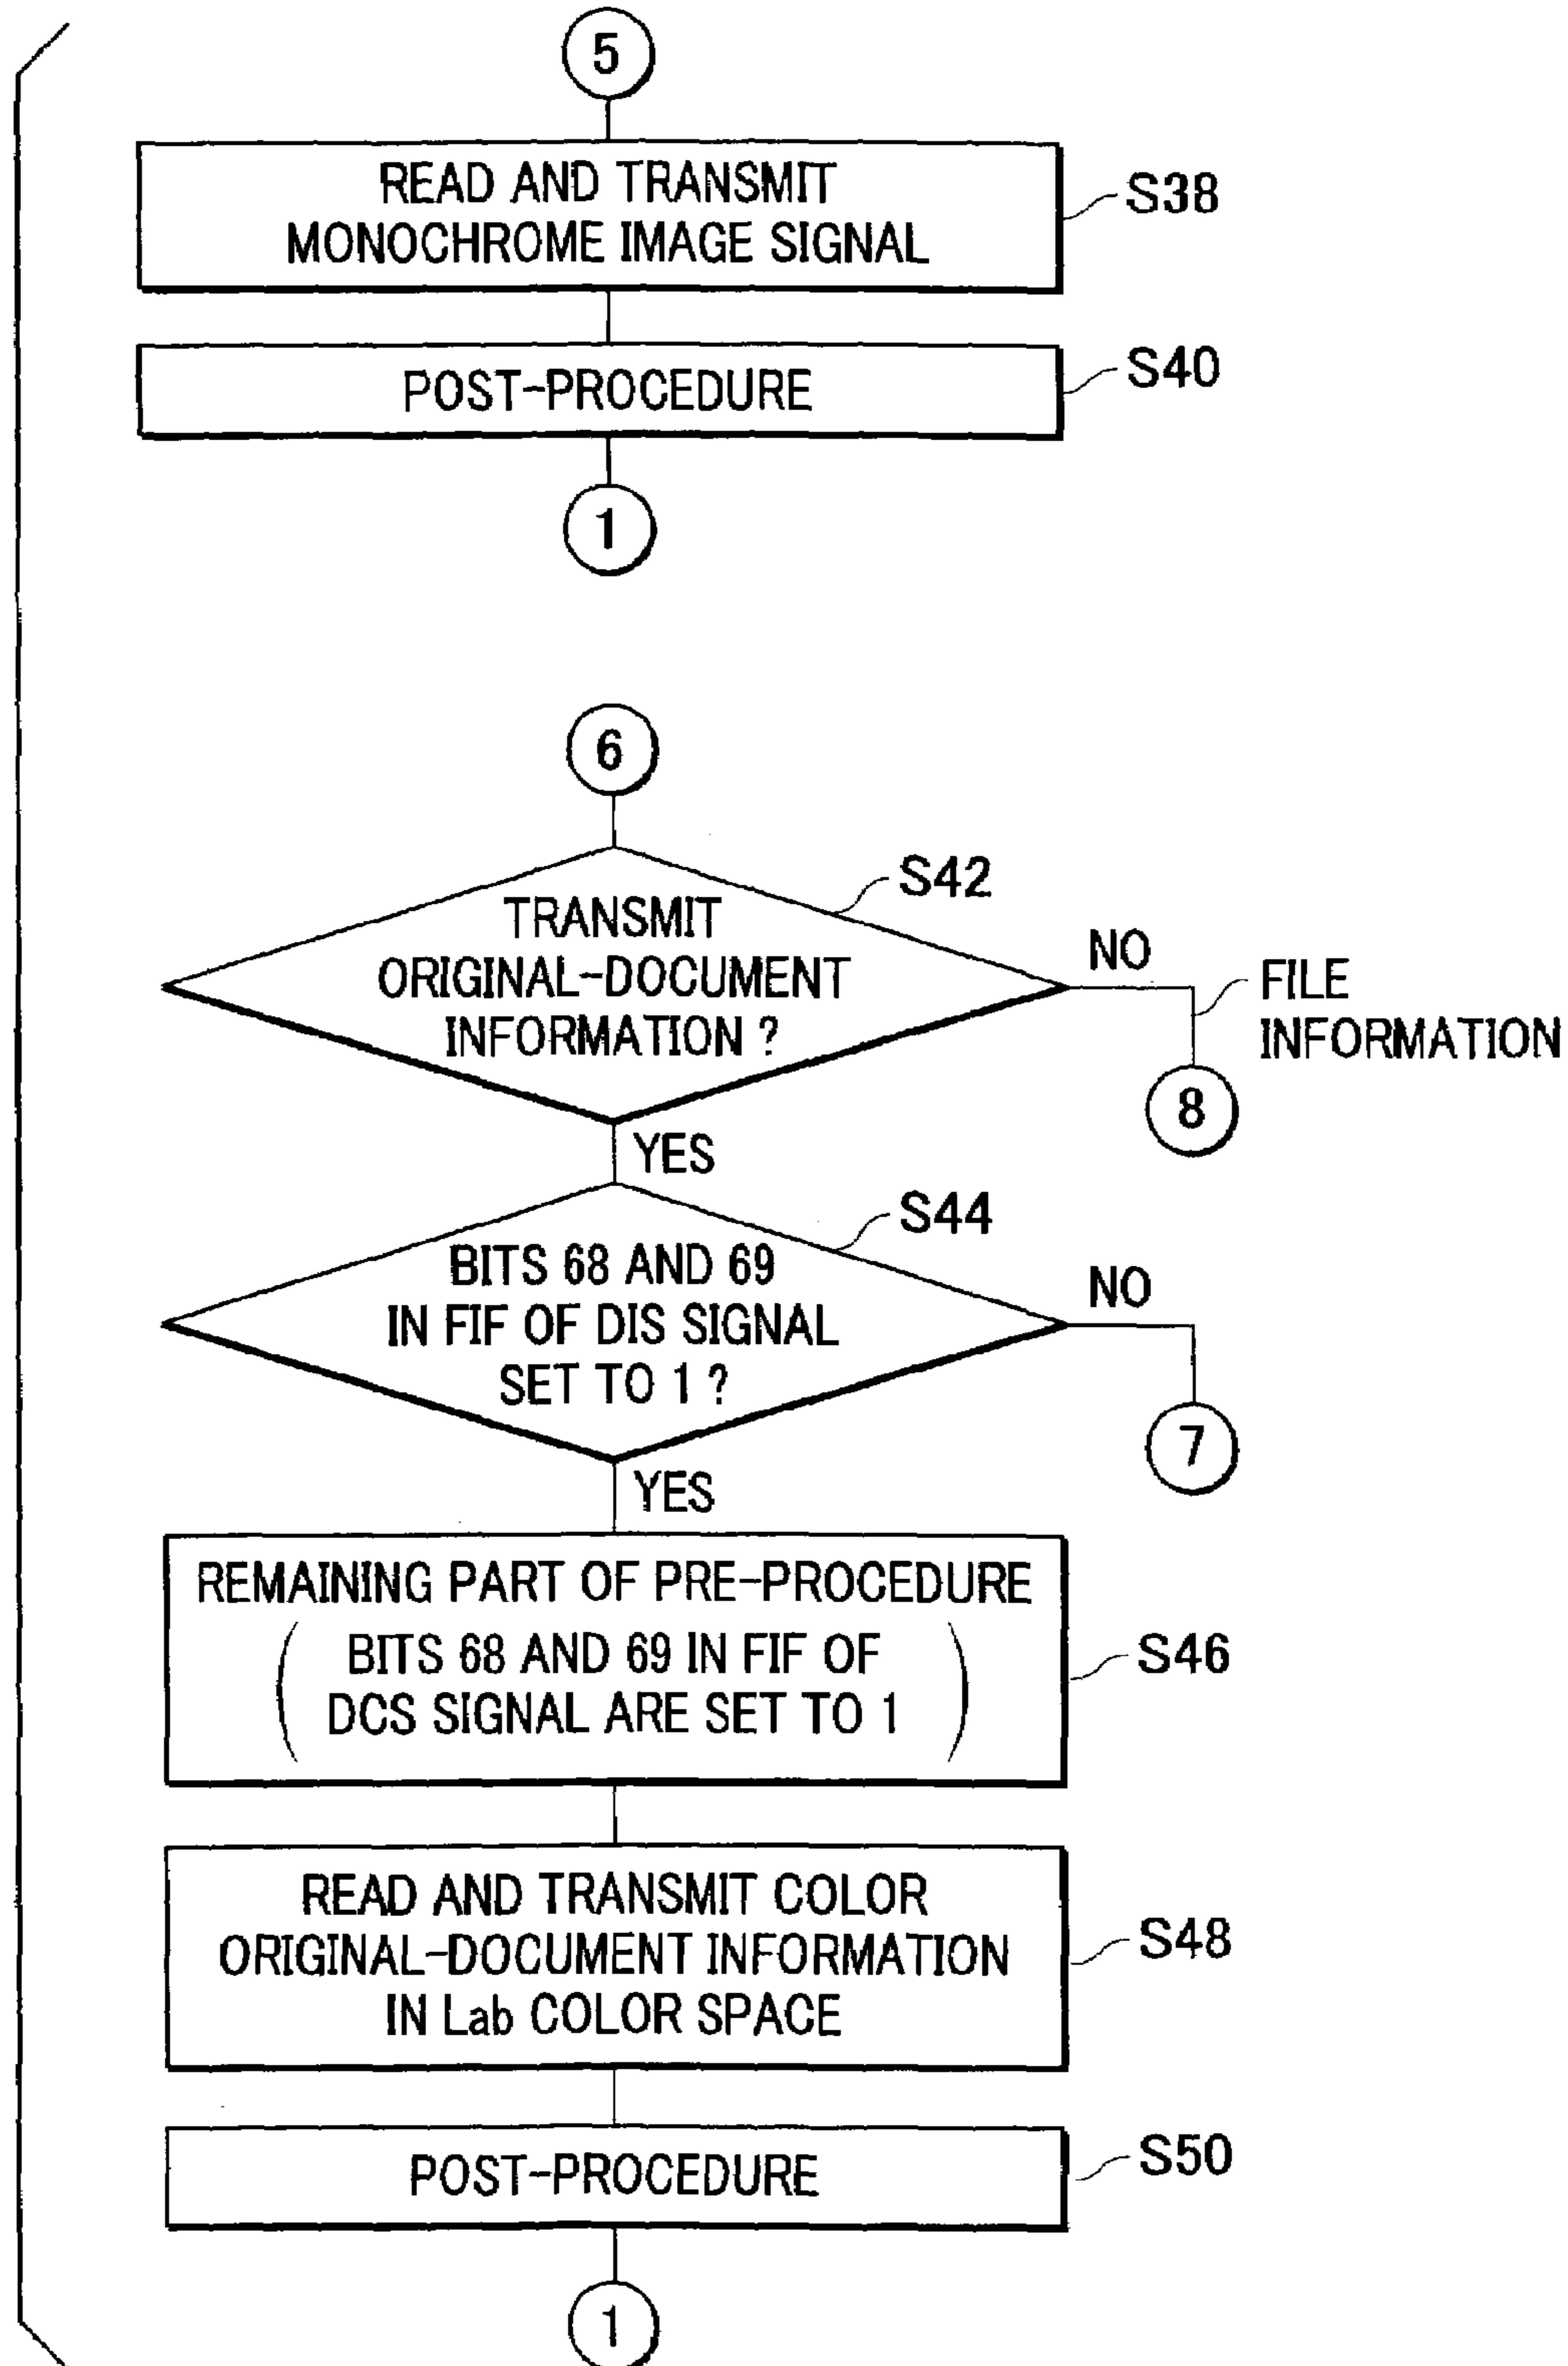 5
READ AND TRANSMIT
MONOCHROME IMAGE SIGNAL
S38
POST-PROCEDURE
S40
1
6
S42
TRANSMIT
ORIGINAL-DOCUMENT
INFORMATION ?
NO
FILE
INFORMATION
8
YES
S44
BITS 68 AND 69
IN FIF OF DIS SIGNAL
SET TO 1 ?
NO
7
YES
REMAINING PART OF PRE-PROCEDURE
( BITS 68 AND 69 IN FIF OF
DCS SIGNAL ARE SET TO 1 )
S46
READ AND TRANSMIT COLOR
ORIGINAL-DOCUMENT INFORMATION
IN Lab COLOR SPACE
S48
POST-PROCEDURE
S50
1